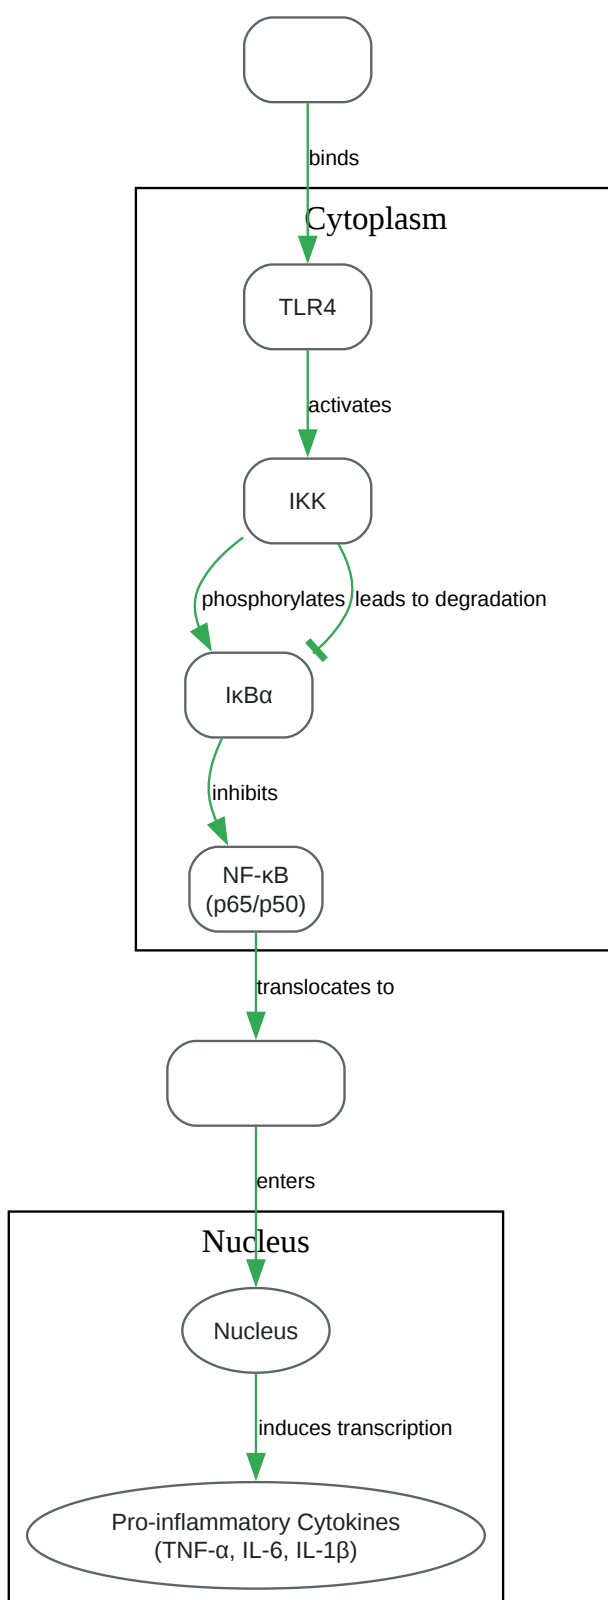 binds
Cytoplasm
TLR4
activates
IKK
phosphorylates
leads to degradation
IκBα
inhibits
NF-κB
(p65/p50)
translocates to
enters
Nucleus
Nucleus
induces transcription
Pro-inflammatory Cytokines
(TNF-α, IL-6, IL-1β)